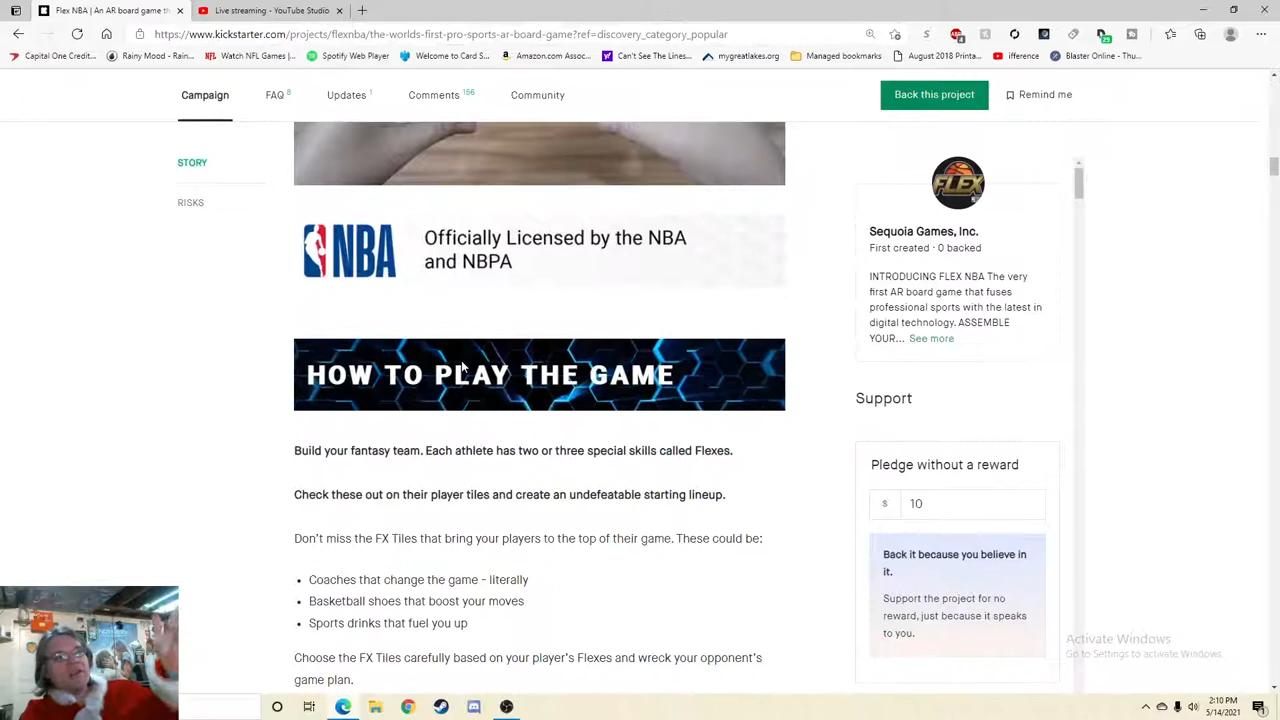 Flex NBA | An AR board game th
Live streaming - YouTube Studio
https://www.kickstarter.com/projects/flexnba/the-worlds-first-pro-sports-ar-board-game?ref=discovery_category_popular
Capital One Credit...
Rainy Mood - Rain...
Watch NFL Games |...
Spotify Web Player
Welcome to Card S...
Amazon.com Assoc...
Can't See The Lines...
mygreatlakes.org
Managed bookmarks
August 2018 Printa...
ifference
Blaster Online - Thu...
Campaign
FAQ 8
Updates 1
Comments 156
Community
Back this project
Remind me
STORY
RISKS
NBA
Officially Licensed by the NBA
and NBPA
HOW TO PLAY THE GAME
Build your fantasy team. Each athlete has two or three special skills called Flexes.
Check these out on their player tiles and create an undefeatable starting lineup.
Don't miss the FX Tiles that bring your players to the top of their game. These could be:
• Coaches that change the game - literally
• Basketball shoes that boost your moves
• Sports drinks that fuel you up
Choose the FX Tiles carefully based on your player's Flexes and wreck your opponent's
game plan.
FLEX
Sequoia Games, Inc.
First created · 0 backed
INTRODUCING FLEX NBA The very
first AR board game that fuses
professional sports with the latest in
digital technology. ASSEMBLE
YOUR... See more
Support
Pledge without a reward
$ 10
Back it because you believe in
it.
Support the project for no
reward, just because it speaks
to you.
Activate Windows
Go to Settings to activate Windows.
2:10 PM
5/14/2021